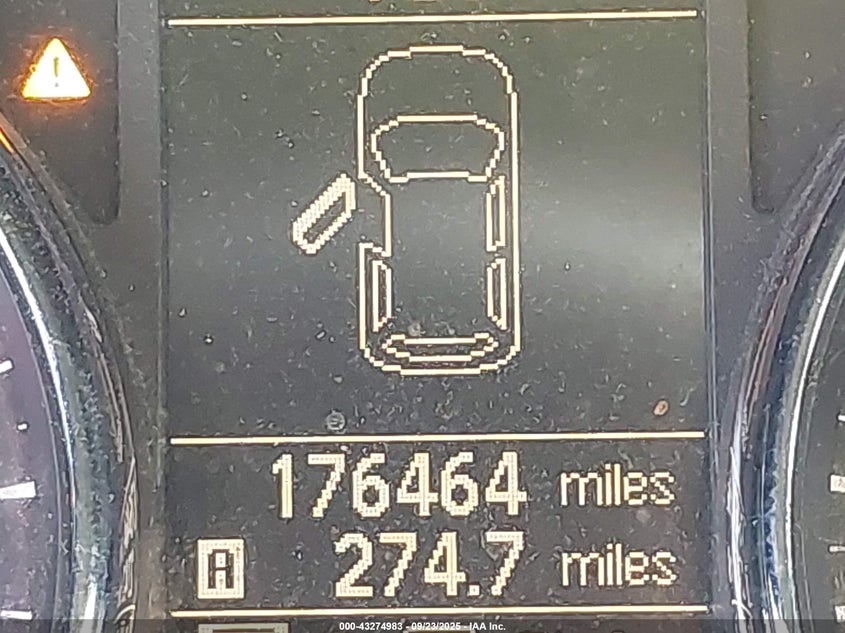 176464 miles
A 274.7 miles
000-43274983 - 09/23/2025 - IAA Inc.